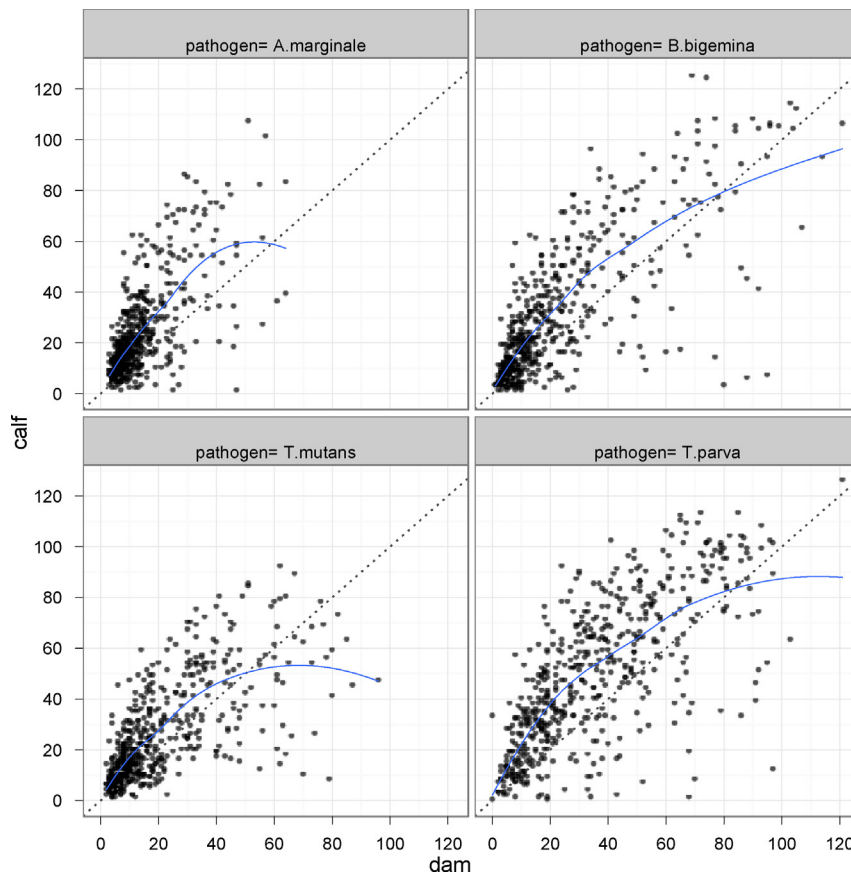 pathogen= A.marginale
pathogen= B.bigemina
120
100
80
60
40
20
0
calf
pathogen= T.mutans
pathogen= T.parva
120
100
80
60
40
20
0
0 20 40 60 80 100 120
0 20 40 60 80 100 120
dam